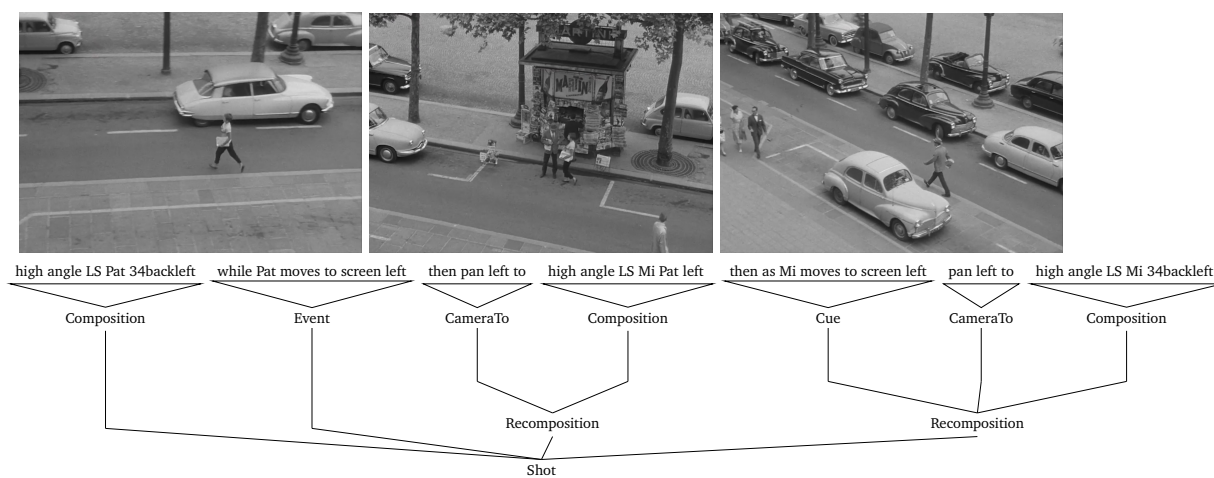 MARTINI
MARTINI
high angle LS Pat 34backleft while Pat moves to screen left then pan left to high angle LS Mi Pat left then as Mi moves to screen left pan left to high angle LS Mi 34backleft
Composition Event CameraTo Composition Cue CameraTo Composition
Recomposition Recomposition
Shot